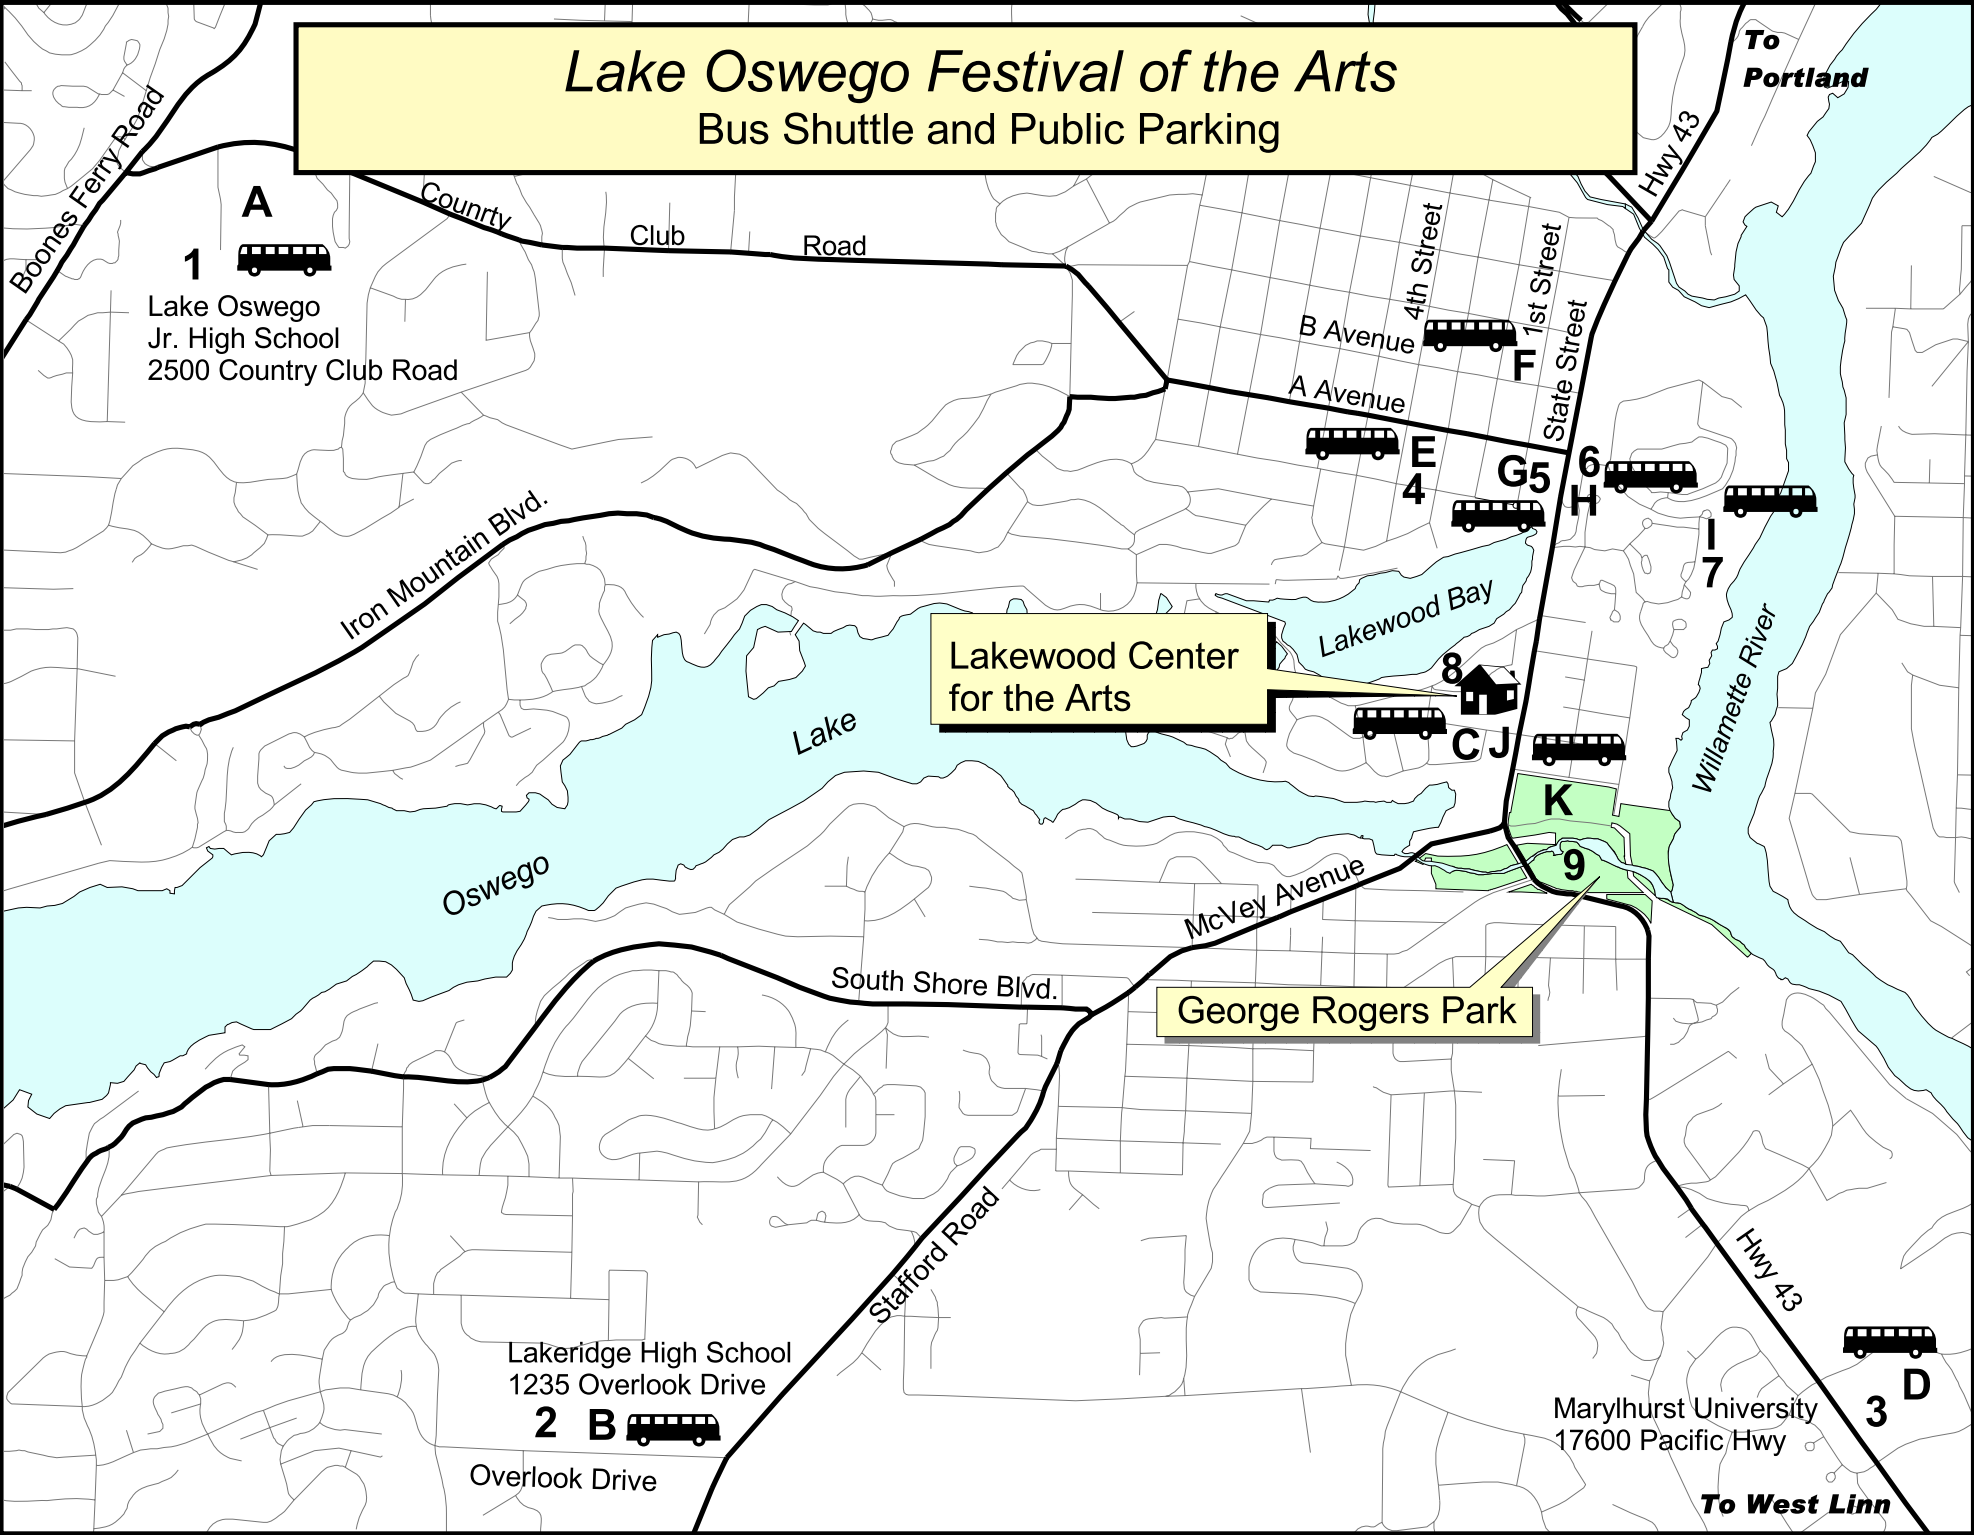 Lake Oswego Festival of the Arts
Bus Shuttle and Public Parking
To
Portland
Hwy 43
Boones Ferry Road
A
1
Lake Oswego
Jr. High School
2500 Country Club Road
Counrty
Club
Road
4th Street
1st Street
State Street
B Avenue
F
A Avenue
E
4
G5
6
H
I
7
Iron Mountain Blvd.
Lakewood Bay
Willamette River
Lakewood Center
for the Arts
8
C J
Lake
Oswego
K
9
McVey Avenue
South Shore Blvd.
George Rogers Park
Stafford Road
Hwy 43
Lakeridge High School
1235 Overlook Drive
2 B
Overlook Drive
D
3
Marylhurst University
17600 Pacific Hwy
To West Linn